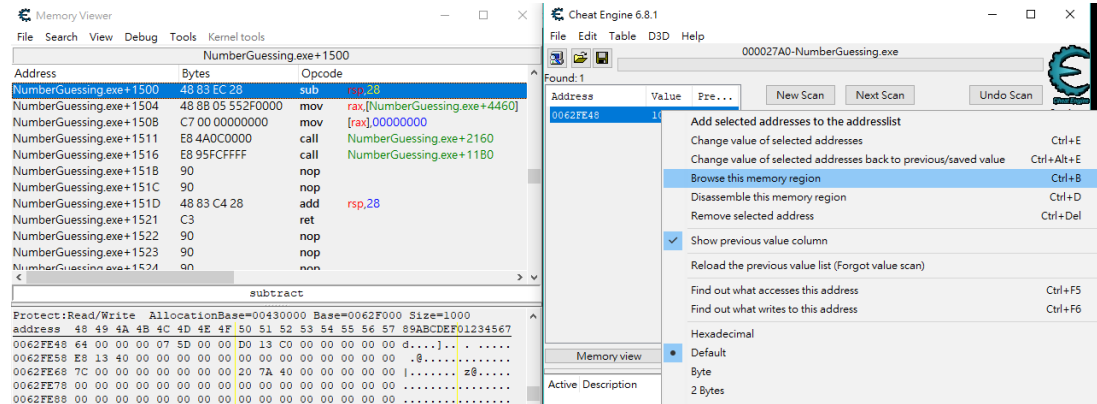 Memory Viewer
File Search View Debug Tools Kernel tools
NumberGuessing.exe+1500
Address Bytes Opcode
NumberGuessing.exe+1500 48 83 EC 28 sub rsp,28
NumberGuessing.exe+1504 48 8B 05 552F0000 mov rax,[NumberGuessing.exe+4460]
NumberGuessing.exe+150B C7 00 00000000 mov [rax],00000000
NumberGuessing.exe+1511 E8 4A0C0000 call NumberGuessing.exe+2160
NumberGuessing.exe+1516 E8 95FCFFFF call NumberGuessing.exe+11B0
NumberGuessing.exe+151B 90 nop
NumberGuessing.exe+151C 90 nop
NumberGuessing.exe+151D 48 83 C4 28 add rsp,28
NumberGuessing.exe+1521 C3 ret
NumberGuessing.exe+1522 90 nop
NumberGuessing.exe+1523 90 nop
NumberGuessing.exe+1524 90 nop
subtract
Protect:Read/Write AllocationBase=00430000 Base=0062F000 Size=1000
address 48 49 4A 4B 4C 4D 4E 4F 50 51 52 53 54 55 56 57 89ABCDEF01234567
0062FE48 64 00 00 00 07 5D 00 00 D0 13 C0 00 00 00 00 00 d....].. . .....
0062FE58 E8 13 40 00 00 00 00 00 00 00 00 00 00 00 00 00 .@.............
0062FE68 7C 00 00 00 00 00 00 00 20 7A 40 00 00 00 00 00 |....... z@.....
0062FE78 00 00 00 00 00 00 00 00 00 00 00 00 00 00 00 00 ................
0062FE88 00 00 00 00 00 00 00 00 00 00 00 00 00 00 00 00 ................
Cheat Engine 6.8.1
File Edit Table D3D Help
000027A0-NumberGuessing.exe
Found: 1
Address Value Pre...
New Scan Next Scan Undo Scan
Cheat Engine
0062FE48
Add selected addresses to the addresslist
Change value of selected addresses Ctrl+E
Change value of selected addresses back to previous/saved value Ctrl+Alt+E
Browse this memory region Ctrl+B
Disassemble this memory region Ctrl+D
Remove selected address Ctrl+Del
Show previous value column
Reload the previous value list (Forgot value scan)
Find out what accesses this address Ctrl+F5
Find out what writes to this address Ctrl+F6
Hexadecimal
Default
Byte
2 Bytes
Memory view
Active Description